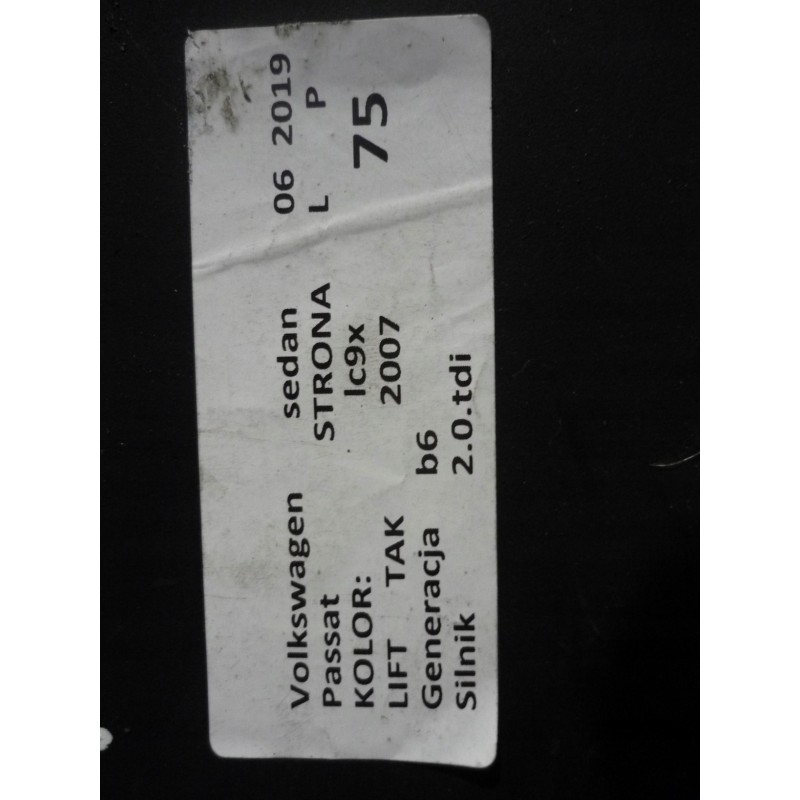 Volkswagen sedan 06 2019
Passat STRONA L P
KOLOR: lc9x 75
LIFT TAK 2007
Generacja b6
Silnik 2.0.tdi